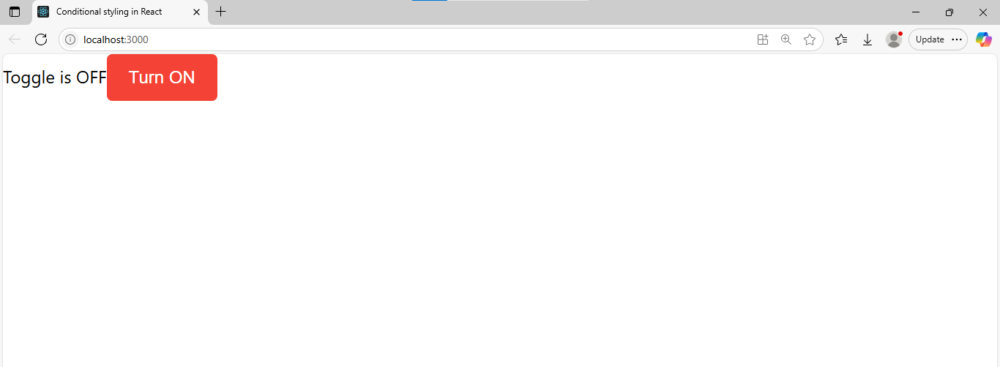 Conditional styling in React
localhost:3000
Update
Toggle is OFF Turn ON